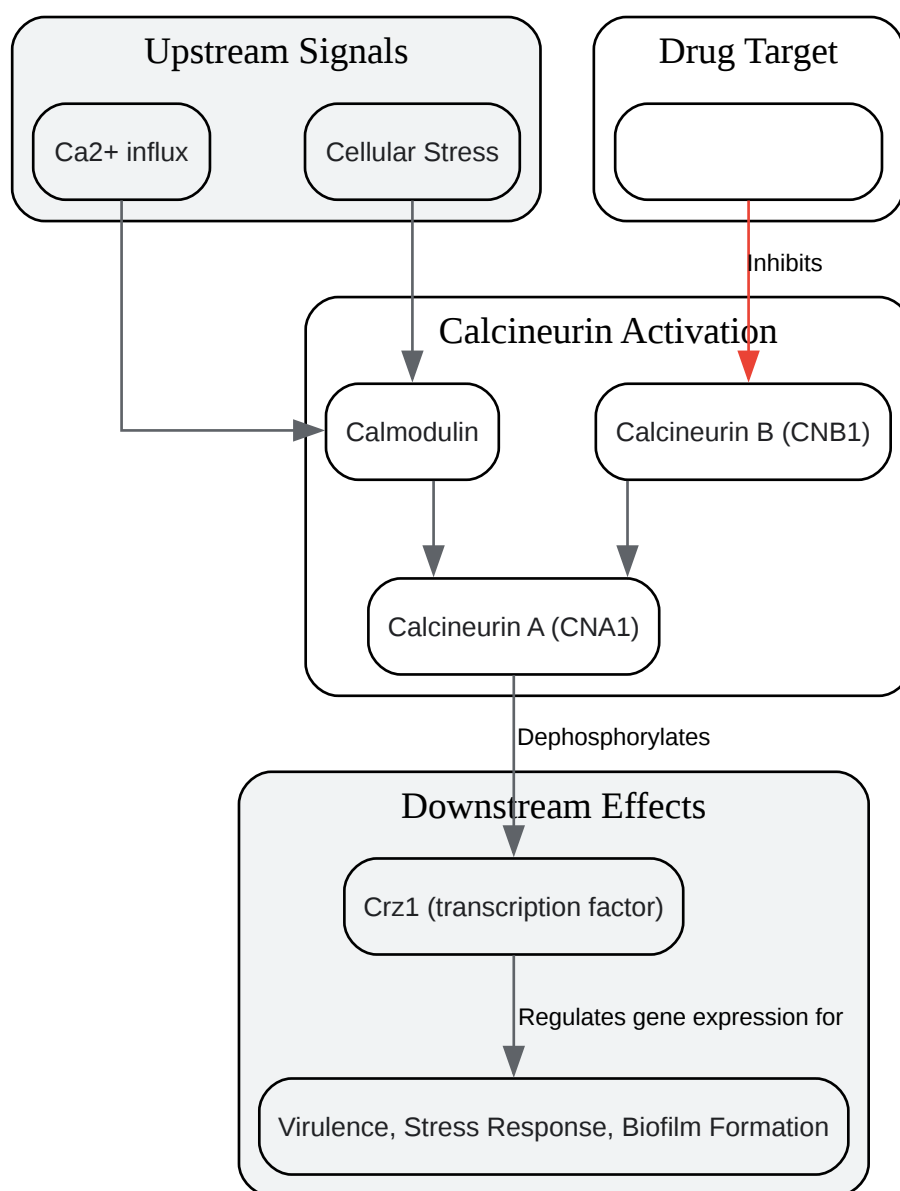 Upstream Signals
Drug Target
Ca2+ influx
Cellular Stress
Inhibits
Calcineurin Activation
Calmodulin
Calcineurin B (CNB1)
Calcineurin A (CNA1)
Dephosphorylates
Downstream Effects
Crz1 (transcription factor)
Regulates gene expression for
Virulence, Stress Response, Biofilm Formation